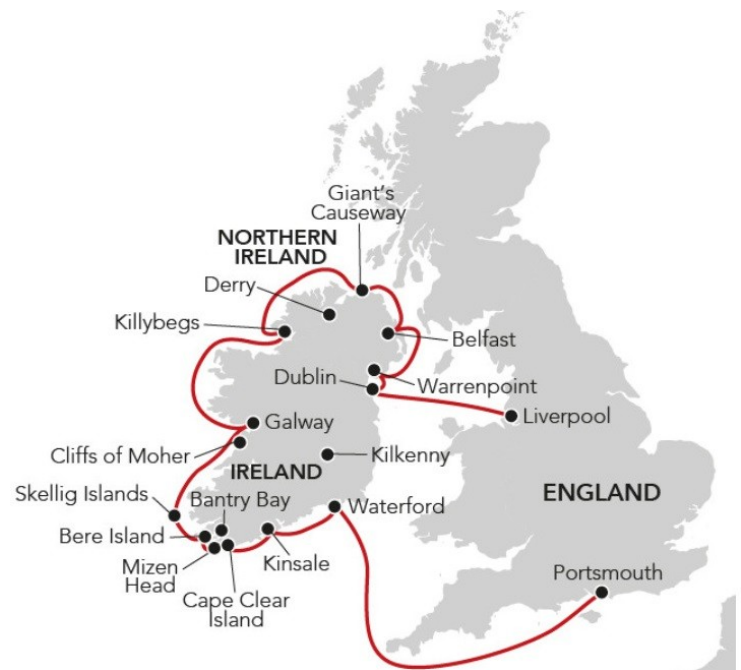 Giant's
Causeway
NORTHERN
IRELAND
Derry
Killybegs
Belfast
Dublin
Warrenpoint
Liverpool
Galway
Cliffs of Moher
Kilkenny
IRELAND
Skellig Islands
Bantry Bay
Waterford
ENGLAND
Bere Island
Kinsale
Mizen
Head
Cape Clear
Island
Portsmouth